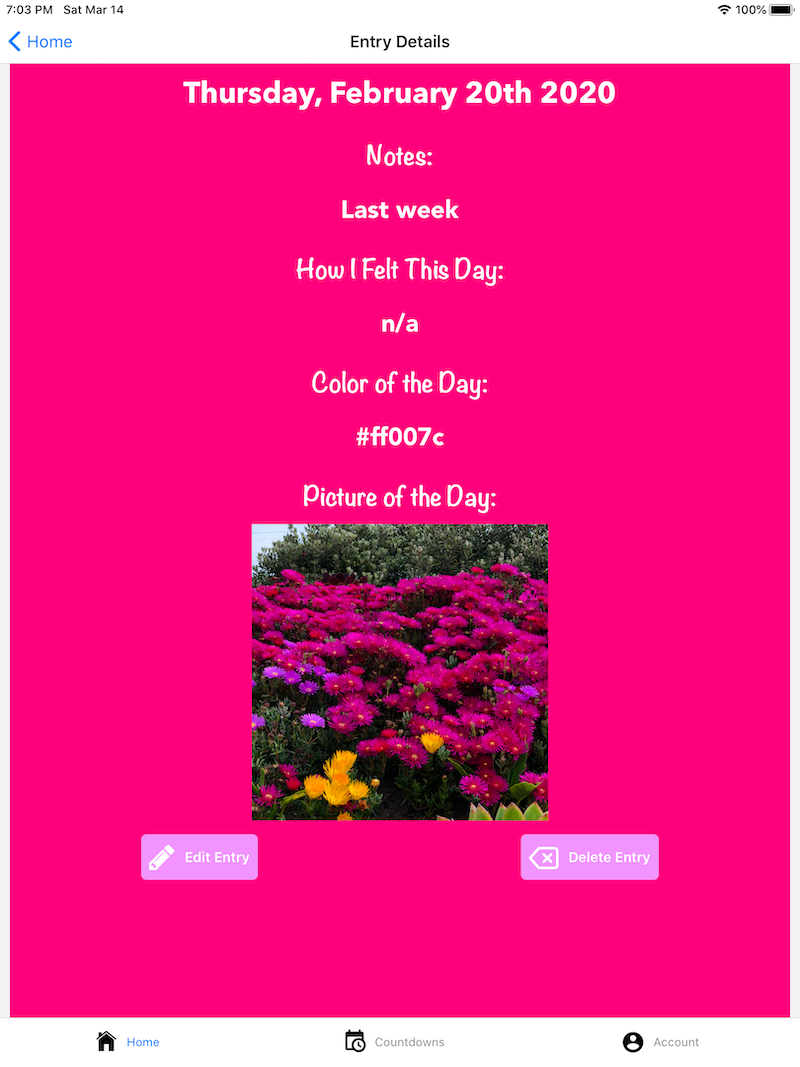 7:03 PM Sat Mar 14 100%
Home Entry Details
Thursday, February 20th 2020
Notes:
Last week
How I Felt This Day:
n/a
Color of the Day:
#ff007c
Picture of the Day:
Edit Entry Delete Entry
Home Countdowns Account